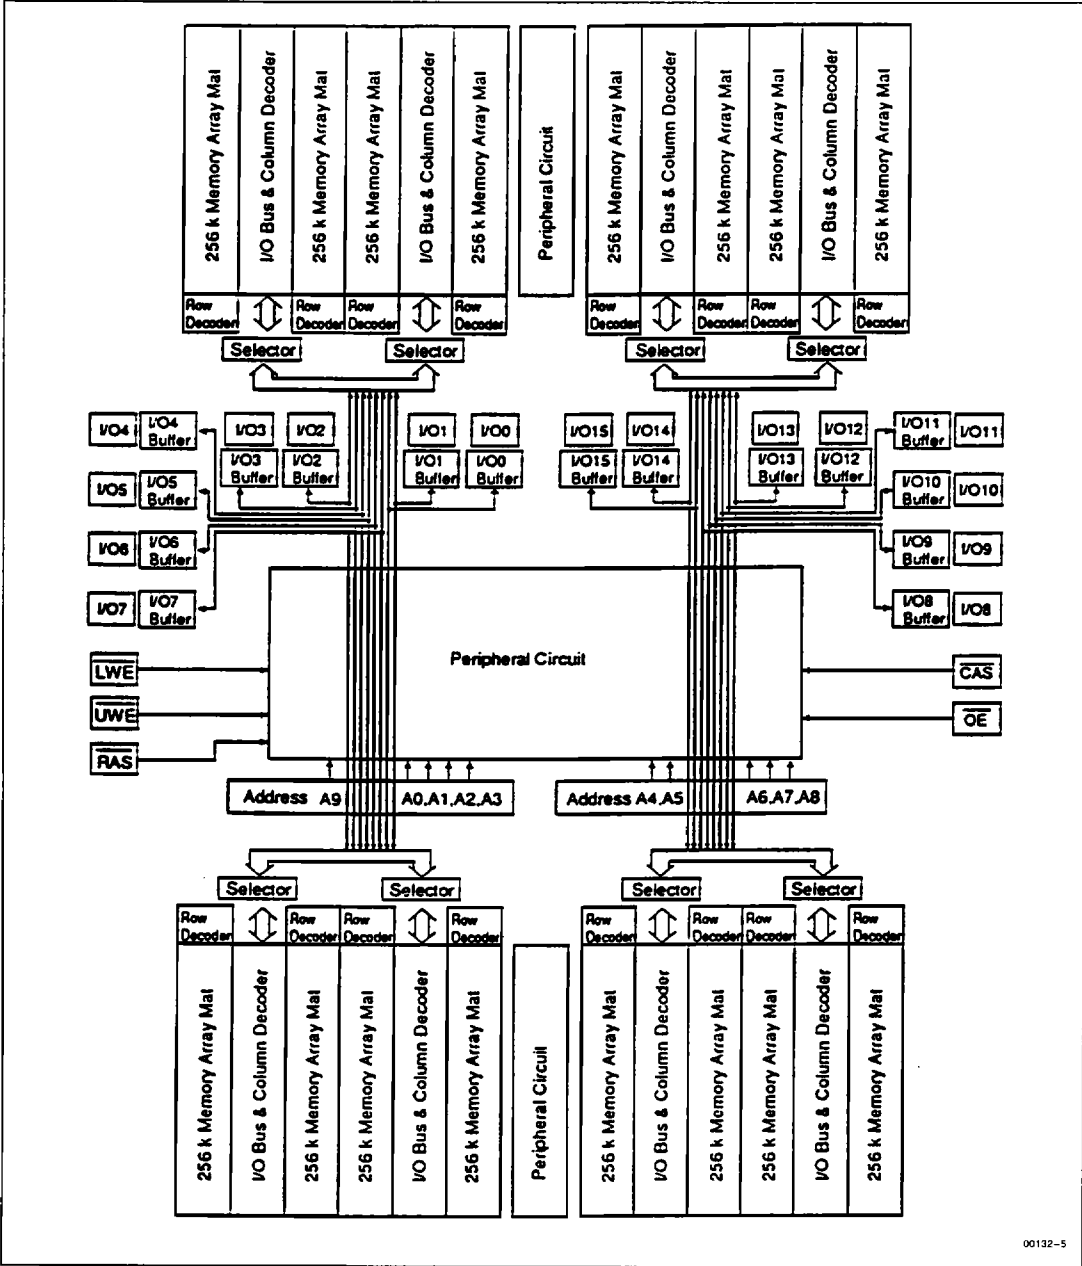 256 k Memory Array Mat
I/O Bus & Column Decoder
256 k Memory Array Mat
256 k Memory Array Mat
I/O Bus & Column Decoder
256 k Memory Array Mat
Peripheral Circuit
256 k Memory Array Mat
I/O Bus & Column Decoder
256 k Memory Array Mat
256 k Memory Array Mat
I/O Bus & Column Decoder
256 k Memory Array Mat
Row
Decoder
Row
Decoder
Row
Decoder
Row
Decoder
Row
Decoder
Row
Decoder
Row
Decoder
Row
Decoder
Selector
Selector
Selector
Selector
I/O4
I/O4
Buffer
I/O3
I/O2
I/O1
I/O0
I/O15
I/O14
I/O13
I/O12
I/O11
Buffer
I/O11
I/O3
Buffer
I/O2
Buffer
I/O1
Buffer
I/O0
Buffer
I/O15
Buffer
I/O14
Buffer
I/O13
Buffer
I/O12
Buffer
I/O5
I/O5
Buffer
I/O10
Buffer
I/O10
I/O6
I/O6
Buffer
I/O9
Buffer
I/O9
I/O7
I/O7
Buffer
I/O8
Buffer
I/O8
Peripheral Circuit
LWE
UWE
RAS
CAS
OE
Address A9 A0,A1,A2,A3
Address A4,A5 A6,A7,A8
Selector
Selector
Selector
Selector
Row
Decoder
Row
Decoder
Row
Decoder
Row
Decoder
Row
Decoder
Row
Decoder
Row
Decoder
Row
Decoder
256 k Memory Array Mat
I/O Bus & Column Decoder
256 k Memory Array Mat
256 k Memory Array Mat
I/O Bus & Column Decoder
256 k Memory Array Mat
Peripheral Circuit
256 k Memory Array Mat
I/O Bus & Column Decoder
256 k Memory Array Mat
256 k Memory Array Mat
I/O Bus & Column Decoder
256 k Memory Array Mat
00132-5